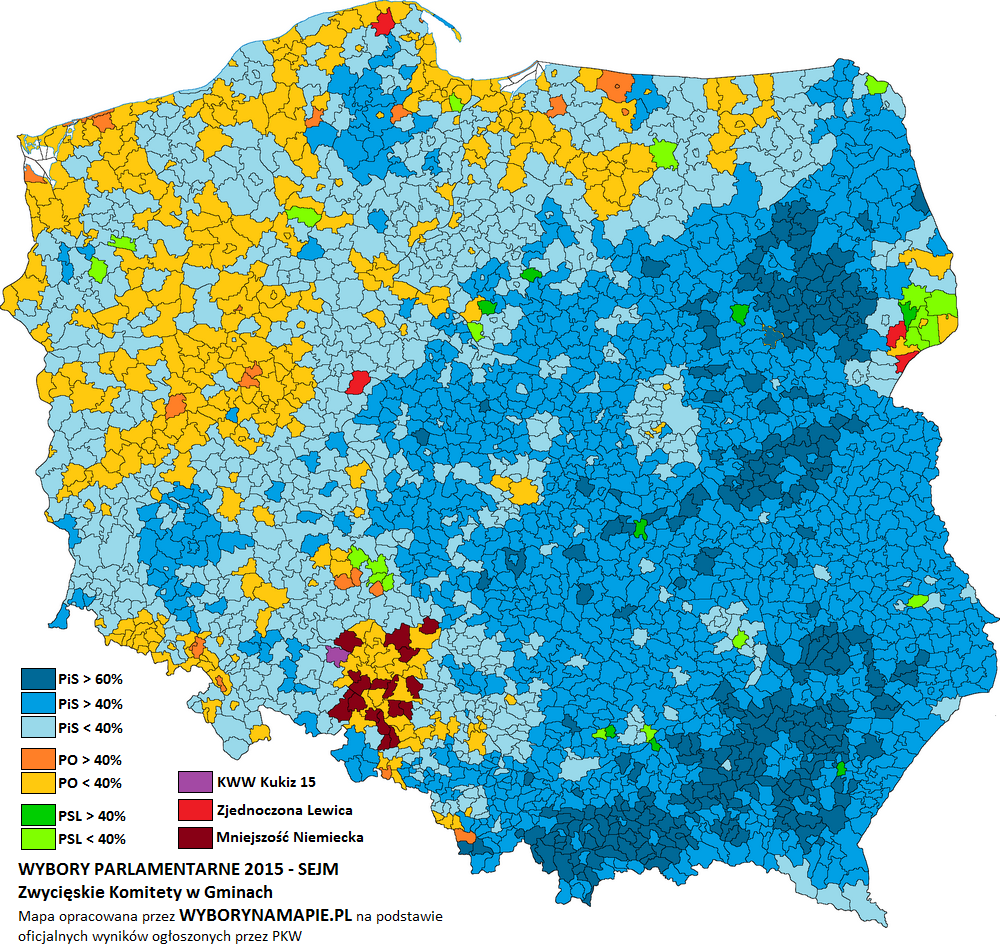 PiS > 60%
PiS > 40%
PiS < 40%
PO > 40%
PO < 40%
PSL > 40%
PSL < 40%
KWW Kukiz 15
Zjednoczona Lewica
Mniejszość Niemiecka
WYBORY PARLAMENTARNE 2015 - SEJM
Zwycięskie Komitety w Gminach
Mapa opracowana przez WYBORYNAMAPIE.PL na podstawie
oficjalnych wyników ogłoszonych przez PKW